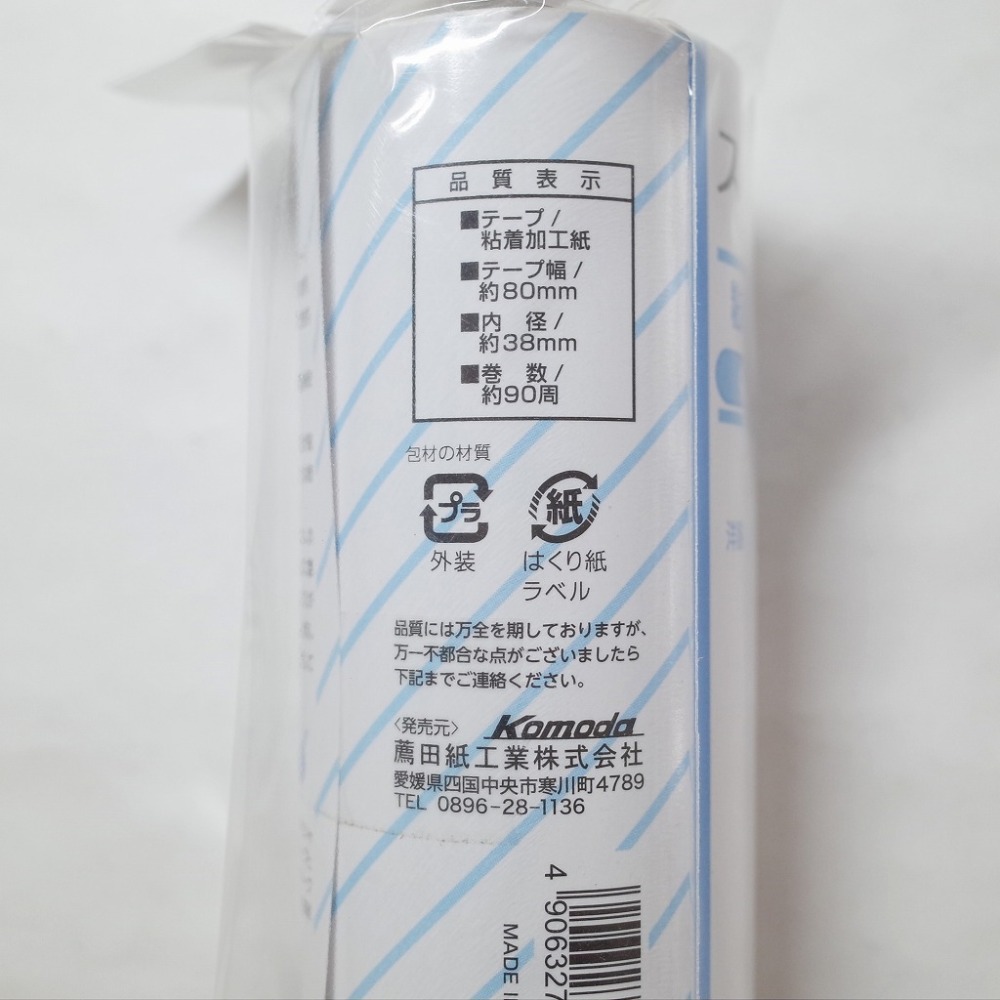 品質表示
■テープ/
粘着加工紙
■テープ幅/
約80mm
■内 径/
約38mm
■巻 数/
約90周
包材の材質
プラ
紙
外装
はくり紙
ラベル
品質には万全を期しておりますが、
万一不都合な点がございましたら
下記までご連絡ください。
〈発売元〉
Komoda
薦田紙工業株式会社
愛媛県四国中央市寒川町4789
TEL 0896-28-1136
4 906327
MADE I